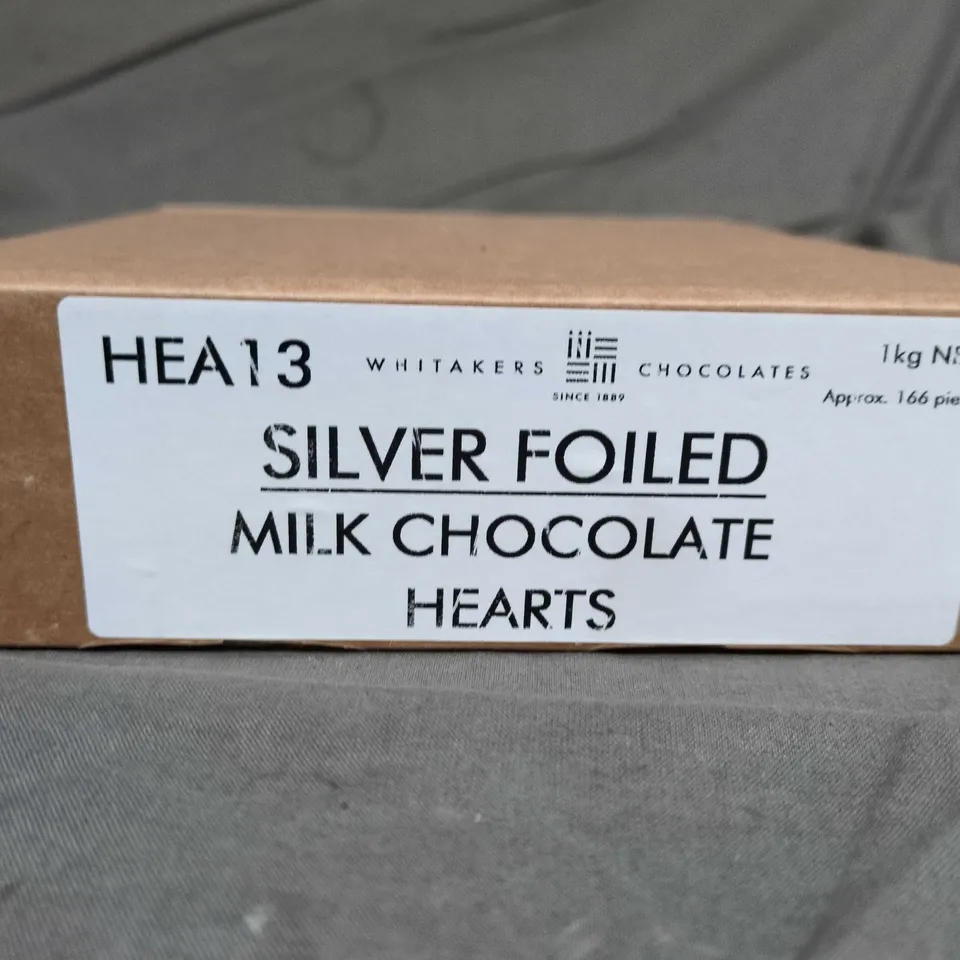 HEA13 WHITAKERS CHOCOLATES 1kg
SINCE 1889
Approx. 166
SILVER FOILED
MILK CHOCOLATE
HEARTS